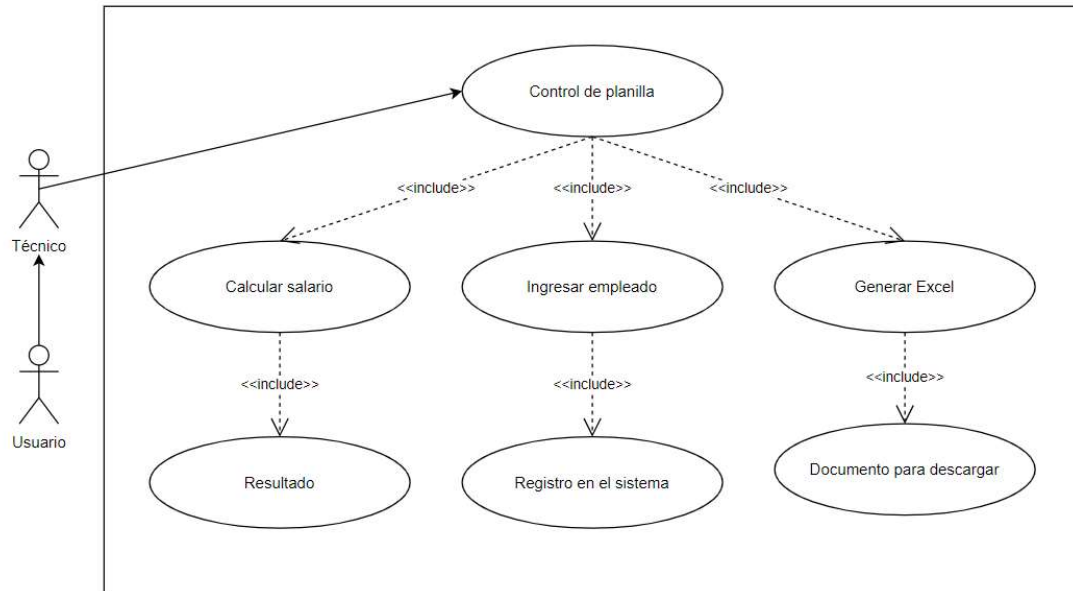 Control de planilla
<<include>>
<<include>>
<<include>>
Técnico
Calcular salario
Ingresar empleado
Generar Excel
<<include>>
<<include>>
<<include>>
Usuario
Resultado
Registro en el sistema
Documento para descargar